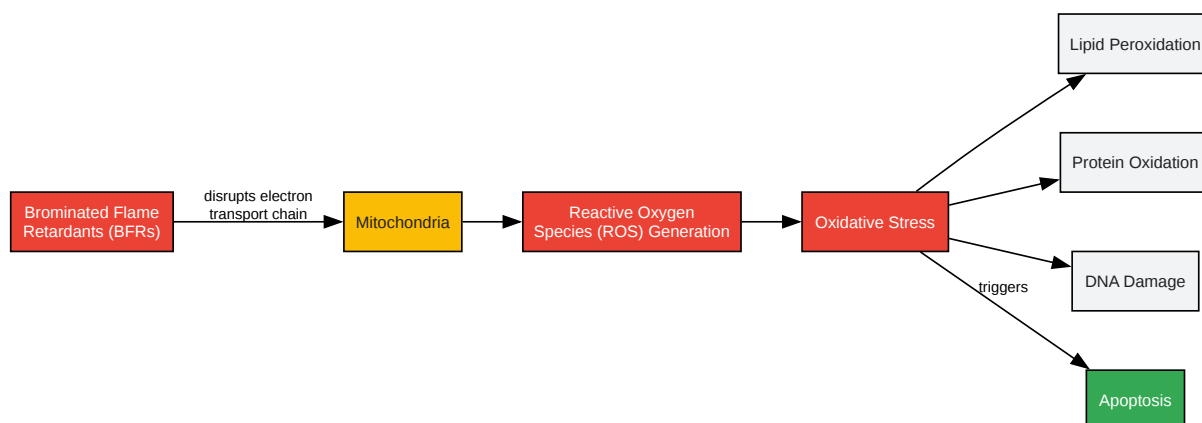 Brominated Flame
Retardants (BFRs)
disrupts electron
transport chain
Mitochondria
Reactive Oxygen
Species (ROS) Generation
Oxidative Stress
Lipid Peroxidation
Protein Oxidation
DNA Damage
triggers
Apoptosis